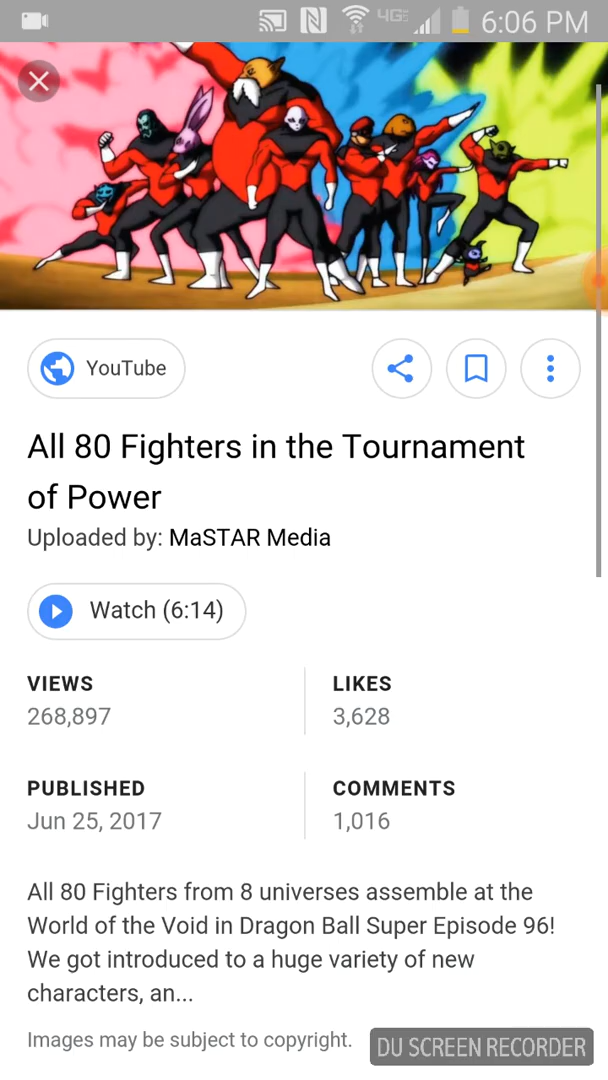 4GE 6:06 PM
YouTube
All 80 Fighters in the Tournament
of Power
Uploaded by: MaSTAR Media
Watch (6:14)
VIEWS
268,897
LIKES
3,628
PUBLISHED
Jun 25, 2017
COMMENTS
1,016
All 80 Fighters from 8 universes assemble at the
World of the Void in Dragon Ball Super Episode 96!
We got introduced to a huge variety of new
characters, an...
Images may be subject to copyright.
DU SCREEN RECORDER